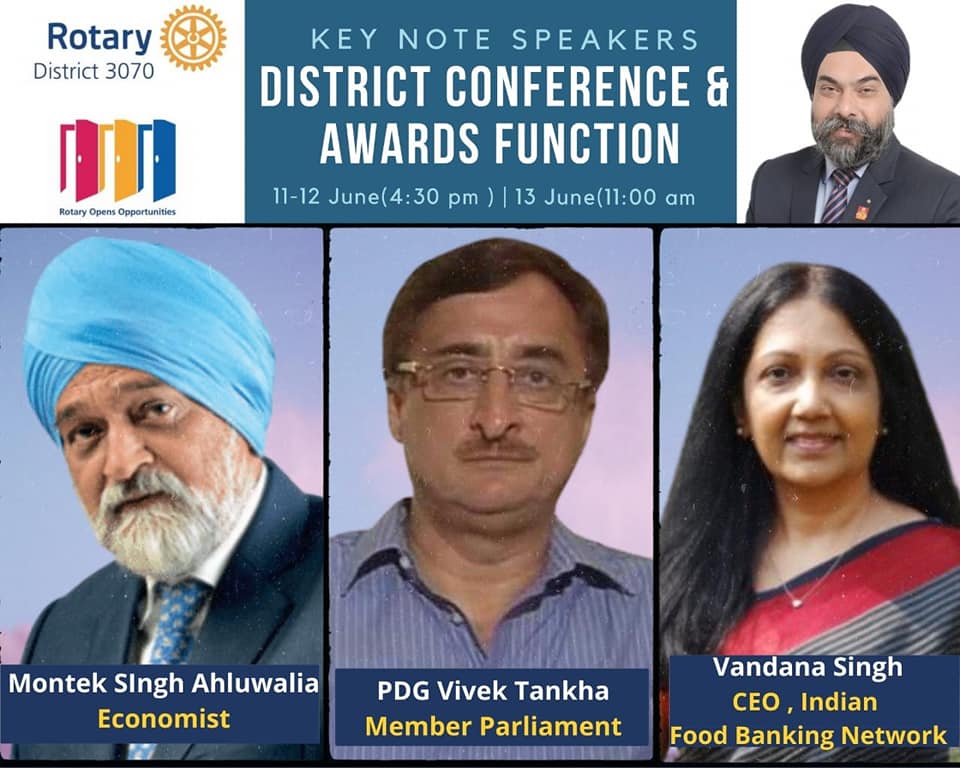 Rotary
District 3070
Rotary Opens Opportunities
KEY NOTE SPEAKERS
DISTRICT CONFERENCE &
AWARDS FUNCTION
11-12 June(4:30 pm ) | 13 June(11:00 am
Montek SIngh Ahluwalia
Economist
PDG Vivek Tankha
Member Parliament
Vandana Singh
CEO , Indian
Food Banking Network